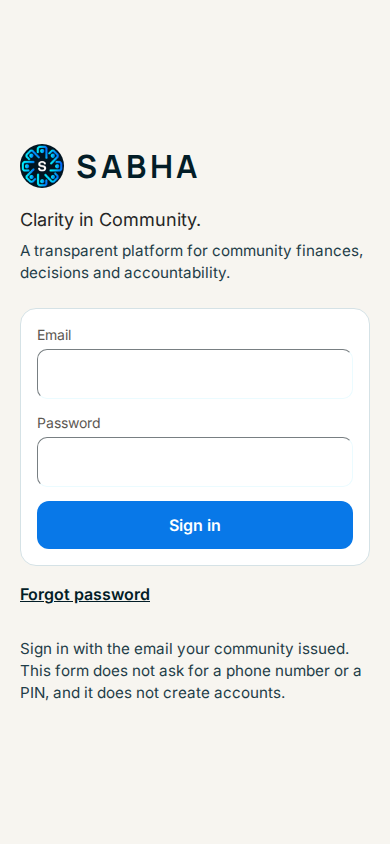 S
SABHA
Clarity in Community.
A transparent platform for community finances,
decisions and accountability.
Email
Password
Sign in
Forgot password
Sign in with the email your community issued.
This form does not ask for a phone number or a
PIN, and it does not create accounts.